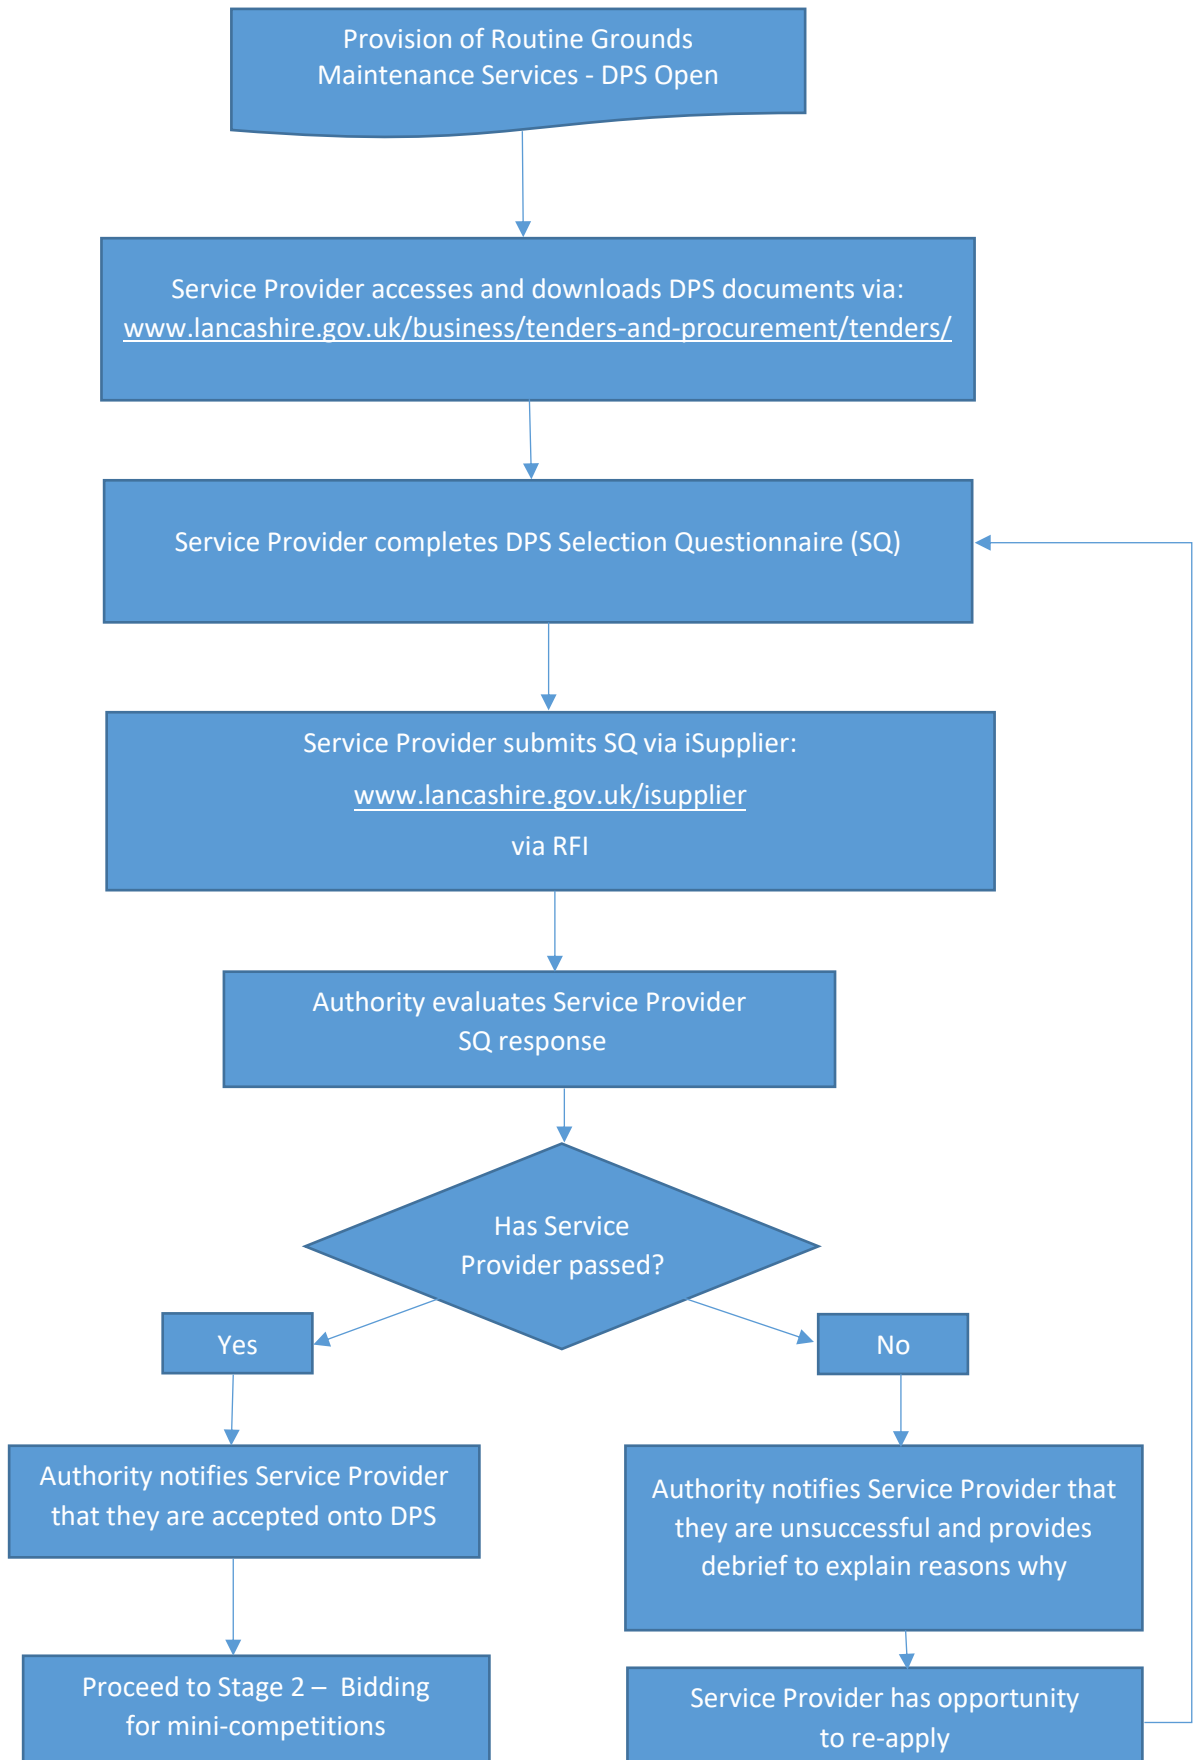 Provision of Routine Grounds
Maintenance Services - DPS Open
Service Provider accesses and downloads DPS documents via:
www.lancashire.gov.uk/business/tenders-and-procurement/tenders/
Service Provider completes DPS Selection Questionnaire (SQ)
Service Provider submits SQ via iSupplier:
www.lancashire.gov.uk/isupplier
via RFI
Authority evaluates Service Provider
SQ response
Has Service
Provider passed?
Yes
No
Authority notifies Service Provider
that they are accepted onto DPS
Authority notifies Service Provider that
they are unsuccessful and provides
debrief to explain reasons why
Proceed to Stage 2 – Bidding
for mini-competitions
Service Provider has opportunity
to re-apply